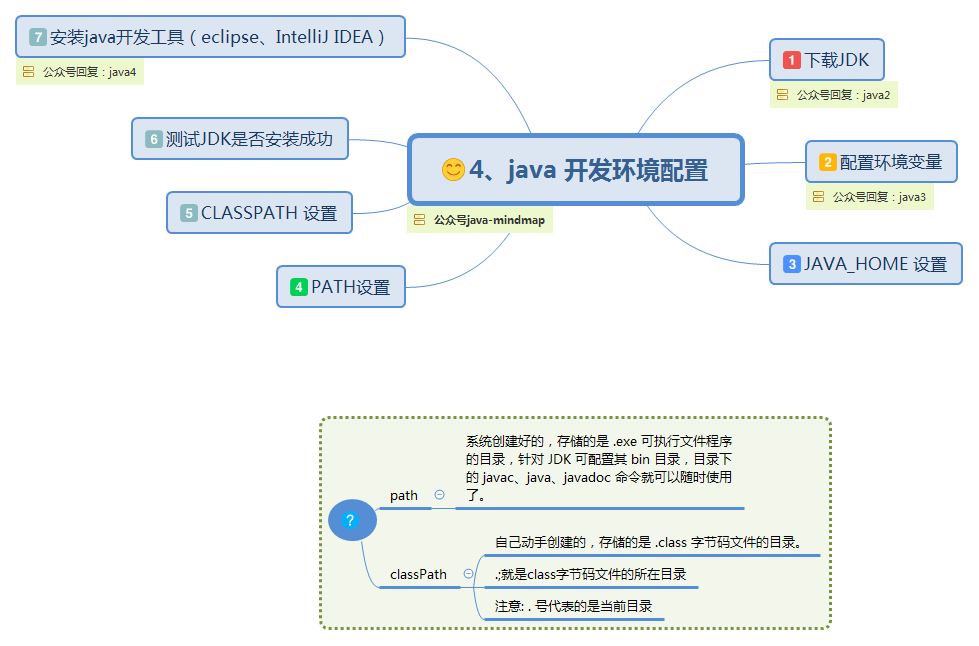 4、java 开发环境配置
公众号java-mindmap
1 下载JDK
公众号回复：java2
2 配置环境变量
公众号回复：java3
3 JAVA_HOME 设置
4 PATH设置
5 CLASSPATH 设置
6 测试JDK是否安装成功
7 安装java开发工具（eclipse、IntelliJ IDEA）
公众号回复：java4
?
path
系统创建好的，存储的是 .exe 可执行文件程序
的目录，针对 JDK 可配置其 bin 目录，目录下
的 javac、java、javadoc 命令就可以随时使用
了。
classPath
自己动手创建的，存储的是 .class 字节码文件的目录。
.;就是class字节码文件的所在目录
注意: . 号代表的是当前目录